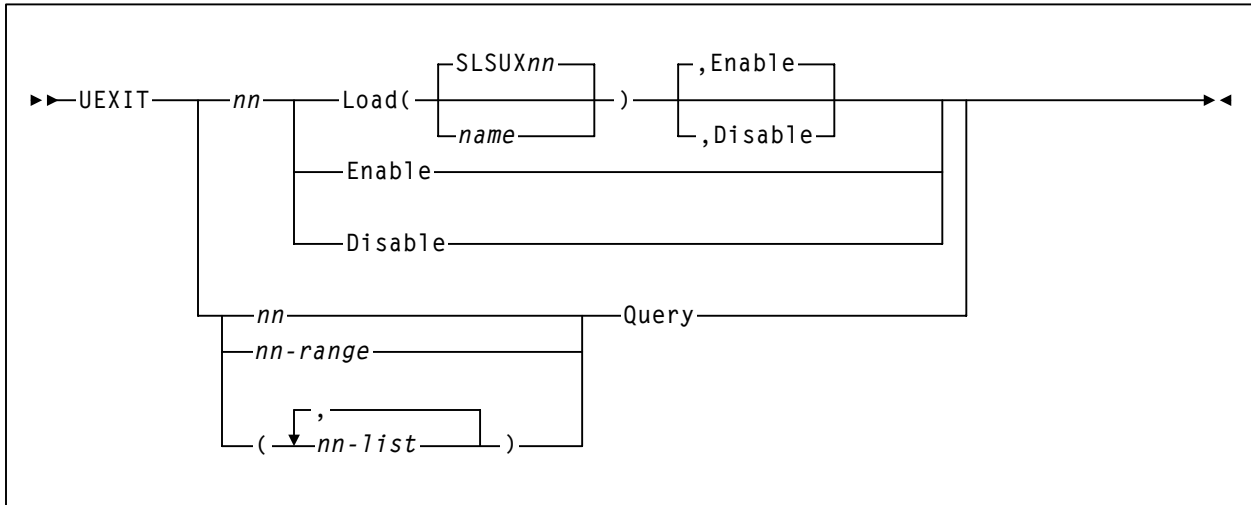 SLSUXnn ,Enable
UEXIT nn Load( )
name ,Disable
Enable
Disable
nn Query
nn-range
,
( nn-list )